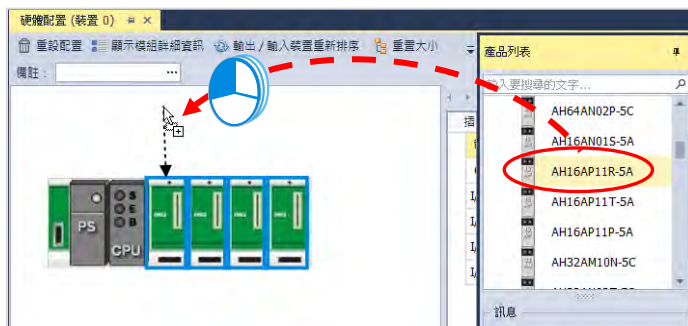 硬體配置 (裝置 0)
重設配置 顯示模組詳細資訊 輸出 / 輸入裝置重新排序 重置大小
備註 :
產品列表
輸入要搜尋的文字...
AH64AN02P-5C
AH16AN01S-5A
AH16AP11R-5A
AH16AP11T-5A
AH16AP11P-5A
AH32AM10N-5C
插
PS
CPU
S
E
B
訊息